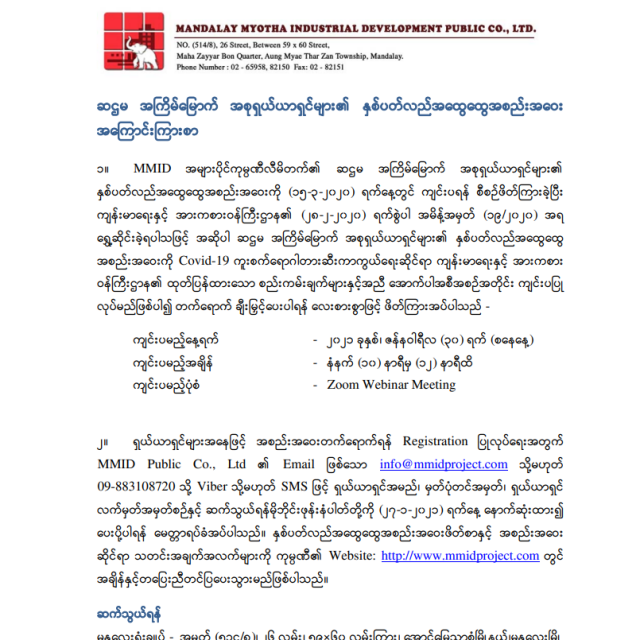 MANDALAY MYOTHA INDUSTRIAL DEVELOPMENT PUBLIC CO., LTD.
NO. (514/8), 26 Street, Between 59 x 60 Street,
Maha Zayyar Bon Quarter, Aung Myae Thar Zan Township, Mandalay.
Phone Number : 02 - 65958, 82150 Fax: 02 - 82151
ဆဌမ အကြိမ်မြောက် အစုရှယ်ယာရှင်များ၏ နှစ်ပတ်လည်အထွေထွေအစည်းအဝေး
အကြောင်းကြားစာ
၁။ MMID အများပိုင်ကုမ္ပဏီလီမိတက်၏ ဆဌမ အကြိမ်မြောက် အစုရှယ်ယာရှင်များ၏
နှစ်ပတ်လည်အထွေထွေအစည်းအဝေးကို (၁၅-၃-၂၀၂၀) ရက်နေ့တွင် ကျင်းပရန် စီစဉ်ဖိတ်ကြားခဲ့ပြီး
ကျန်းမာရေးနှင့် အားကစားဝန်ကြီးဌာန၏ (၂၈-၂-၂၀၂၀) ရက်စွဲပါ အမိန့်အမှတ် (၁၉/၂၀၂၀) အရ
ရွှေ့ဆိုင်းခဲ့ရပါသဖြင့် အဆိုပါ ဆဌမ အကြိမ်မြောက် အစုရှယ်ယာရှင်များ၏ နှစ်ပတ်လည်အထွေထွေ
အစည်းအဝေးကို Covid-19 ကူးစက်ရောဂါတားဆီးကာကွယ်ရေးဆိုင်ရာ ကျန်းမာရေးနှင့် အားကစား
ဝန်ကြီးဌာန၏ ထုတ်ပြန်ထားသော စည်းကမ်းချက်များနှင့်အညီ အောက်ပါအစီအစဉ်အတိုင်း ကျင်းပပြု
လုပ်မည်ဖြစ်ပါ၍ တက်ရောက် ချီးမြှင့်ပေးပါရန် လေးစားစွာဖြင့် ဖိတ်ကြားအပ်ပါသည် -
ကျင်းပမည့်နေ့ရက် - ၂၀၂၁ ခုနှစ်၊ ဇန်နဝါရီလ (၃၀) ရက် (စနေနေ့)
ကျင်းပမည့်အချိန် - နံနက် (၁၀) နာရီမှ (၁၂) နာရီထိ
ကျင်းပမည့်ပုံစံ - Zoom Webinar Meeting
၂။ ရှယ်ယာရှင်များအနေဖြင့် အစည်းအဝေးတက်ရောက်ရန် Registration ပြုလုပ်ရေးအတွက်
MMID Public Co., Ltd ၏ Email ဖြစ်သော info@mmidproject.com သို့မဟုတ်
09-883108720 သို့ Viber သို့မဟုတ် SMS ဖြင့် ရှယ်ယာရှင်အမည်၊ မှတ်ပုံတင်အမှတ်၊ ရှယ်ယာရှင်
လက်မှတ်အမှတ်စဉ်နှင့် ဆက်သွယ်ရန်မိုဘိုင်းဖုန်းနံပါတ်တို့ကို (၂၇-၁-၂၀၂၁) ရက်နေ့ နောက်ဆုံးထား၍
ပေးပို့ပါရန် မေတ္တာရပ်ခံအပ်ပါသည်။ နှစ်ပတ်လည်အထွေထွေအစည်းအဝေးဖိတ်စာနှင့် အစည်းအဝေး
ဆိုင်ရာ သတင်းအချက်အလက်များကို ကုမ္ပဏီ၏ Website: http://www.mmidproject.com တွင်
အချိန်နှင့်တပြေးညီတင်ပြပေးသွားမည်ဖြစ်ပါသည်။
ဆက်သွယ်ရန်